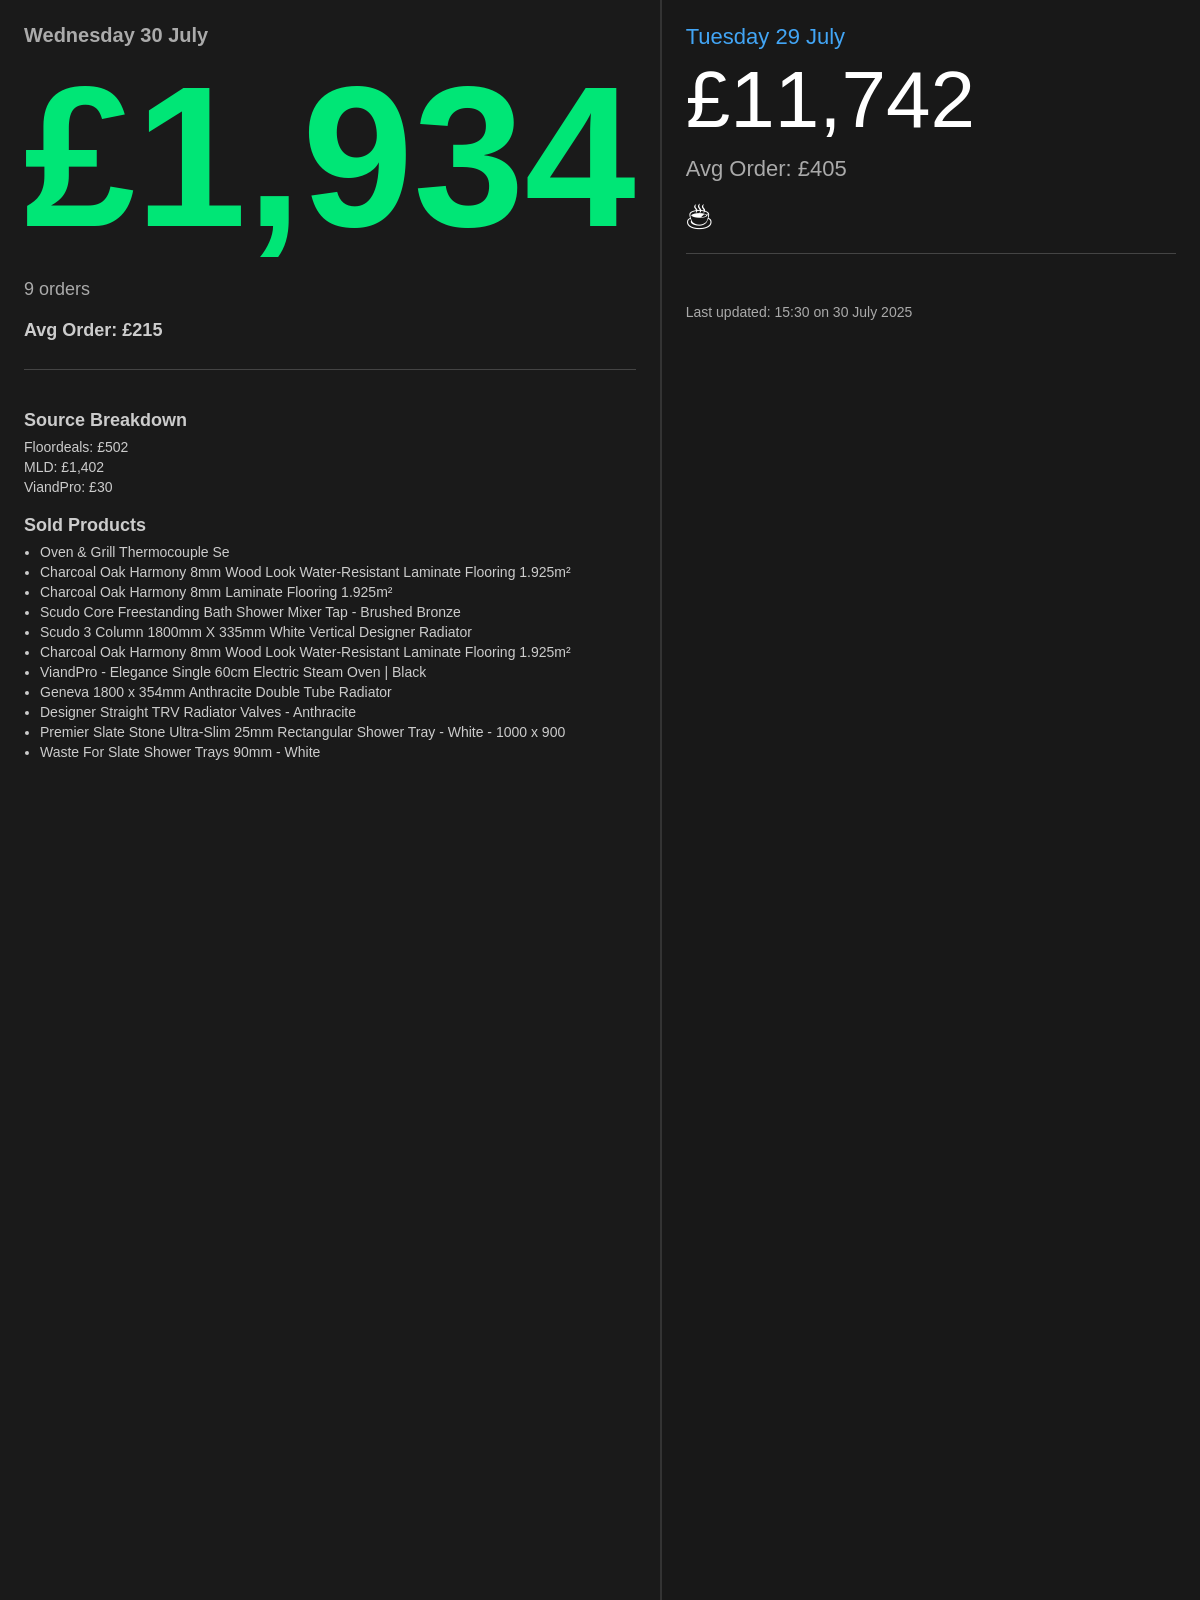 Wednesday 30 July
£1,934
9 orders
Avg Order: £215
Source Breakdown
Floordeals: £502
MLD: £1,402
ViandPro: £30
Sold Products
• Oven & Grill Thermocouple Se
• Charcoal Oak Harmony 8mm Wood Look Water-Resistant Laminate Flooring 1.925m²
• Charcoal Oak Harmony 8mm Laminate Flooring 1.925m²
• Scudo Core Freestanding Bath Shower Mixer Tap - Brushed Bronze
• Scudo 3 Column 1800mm X 335mm White Vertical Designer Radiator
• Charcoal Oak Harmony 8mm Wood Look Water-Resistant Laminate Flooring 1.925m²
• ViandPro - Elegance Single 60cm Electric Steam Oven | Black
• Geneva 1800 x 354mm Anthracite Double Tube Radiator
• Designer Straight TRV Radiator Valves - Anthracite
• Premier Slate Stone Ultra-Slim 25mm Rectangular Shower Tray - White - 1000 x 900
• Waste For Slate Shower Trays 90mm - White
Tuesday 29 July
£11,742
Avg Order: £405
☕
Last updated: 15:30 on 30 July 2025